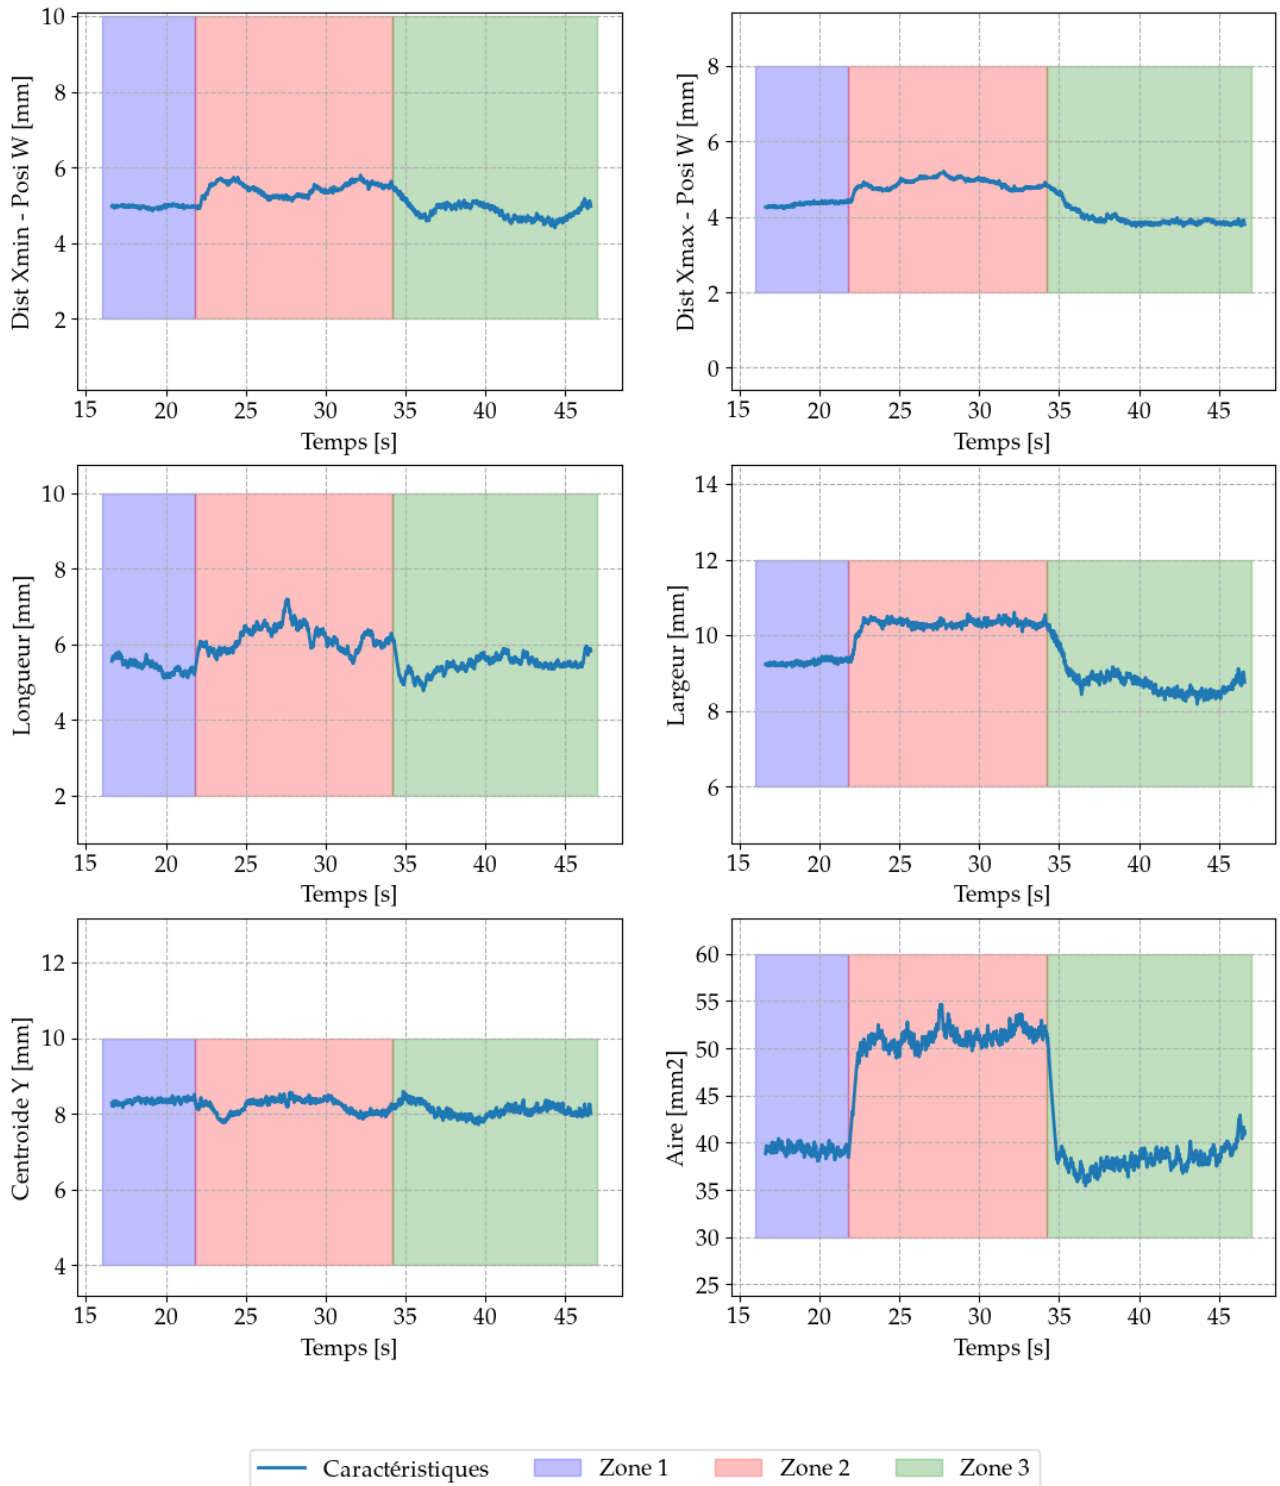 Dist Xmin - Posi W [mm]
10
8
6
4
2
15 20 25 30 35 40 45
Temps [s]
Dist Xmax - Posi W [mm]
8
6
4
2
0
15 20 25 30 35 40 45
Temps [s]
Longueur [mm]
10
8
6
4
2
15 20 25 30 35 40 45
Temps [s]
Largeur [mm]
14
12
10
8
6
15 20 25 30 35 40 45
Temps [s]
Centroide Y [mm]
12
10
8
6
4
15 20 25 30 35 40 45
Temps [s]
Aire [mm2]
60
55
50
45
40
35
30
25
15 20 25 30 35 40 45
Temps [s]
Caractéristiques Zone 1 Zone 2 Zone 3